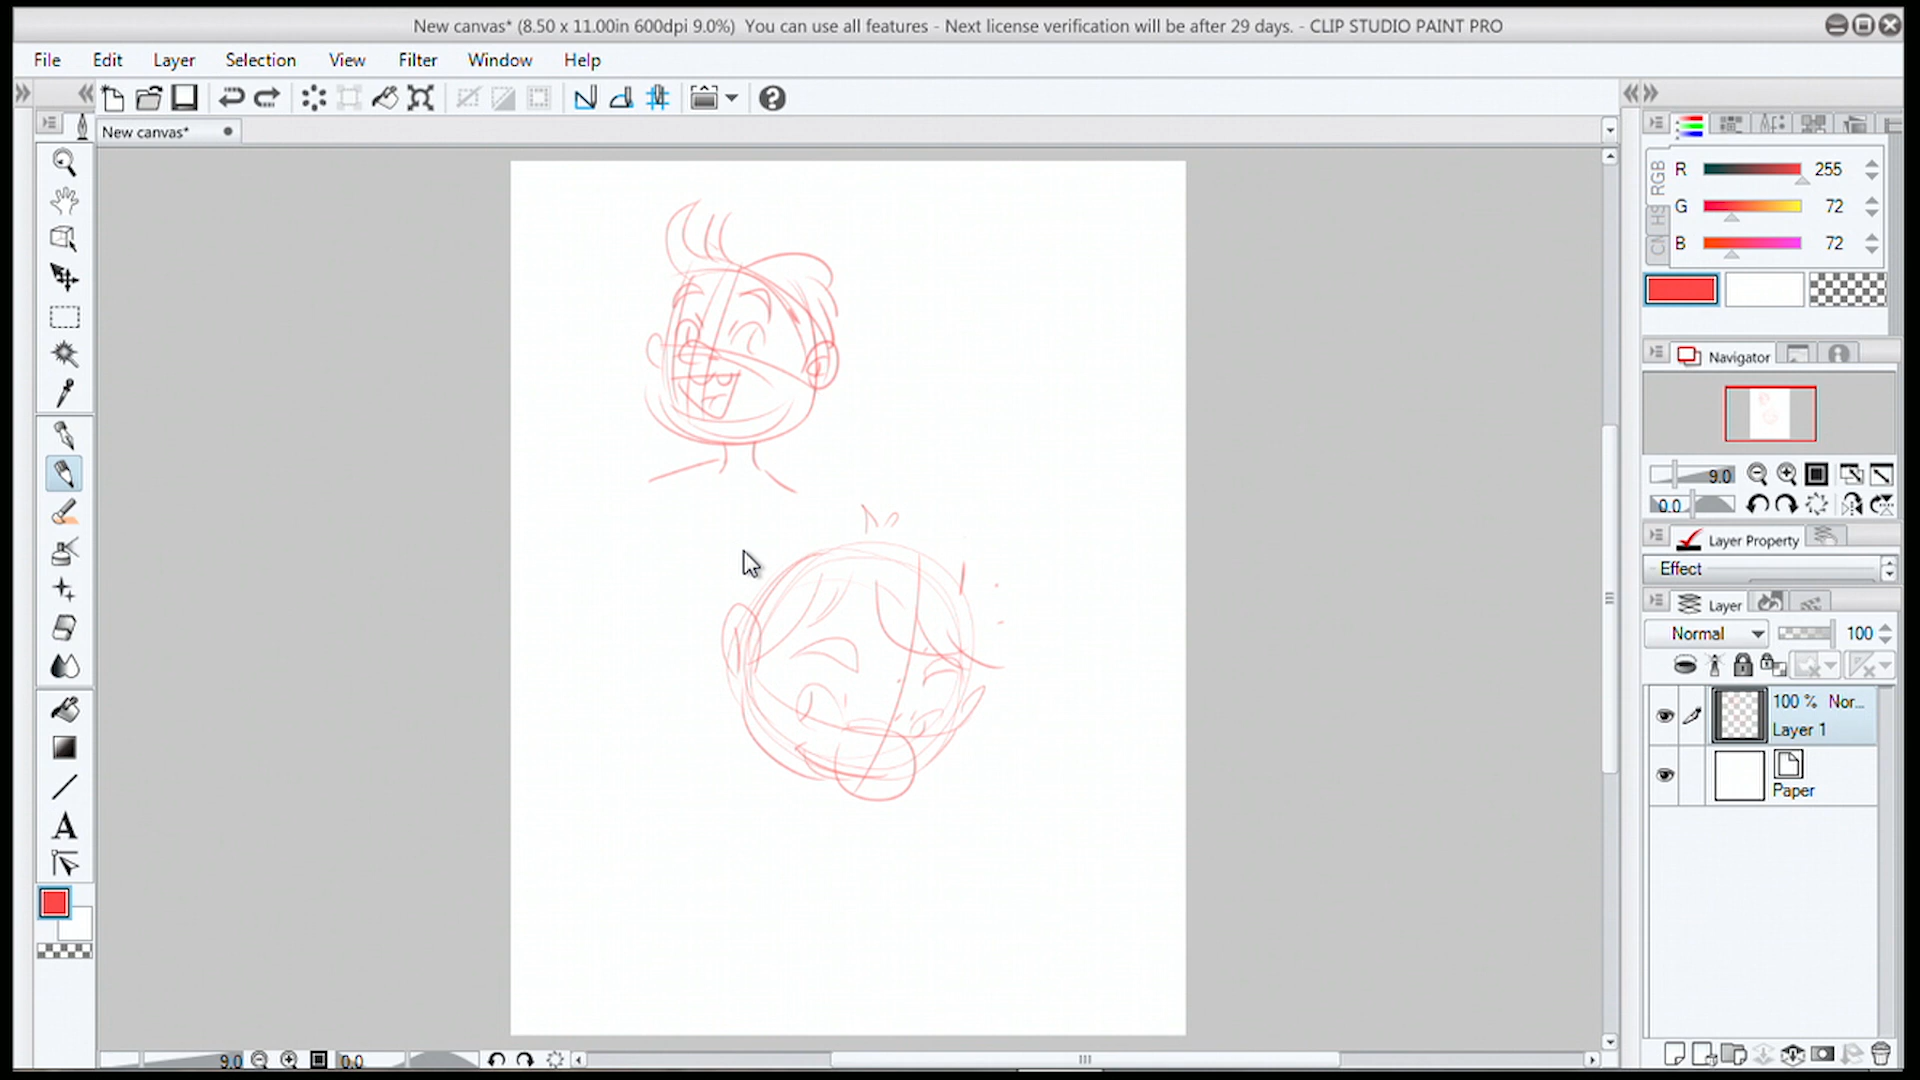 New canvas* (8.50 x 11.00in 600dpi 9.0%)  You can use all features - Next license verification will be after 29 days. - CLIP STUDIO PAINT PRO
File Edit Layer Selection View Filter Window Help
New canvas*
RGB
R 255
G 72
B 72
Navigator
9.0
0.0
Layer Property
Effect
Layer
Normal 100
100 % Nor...
Layer 1
Paper
9.0 0.0